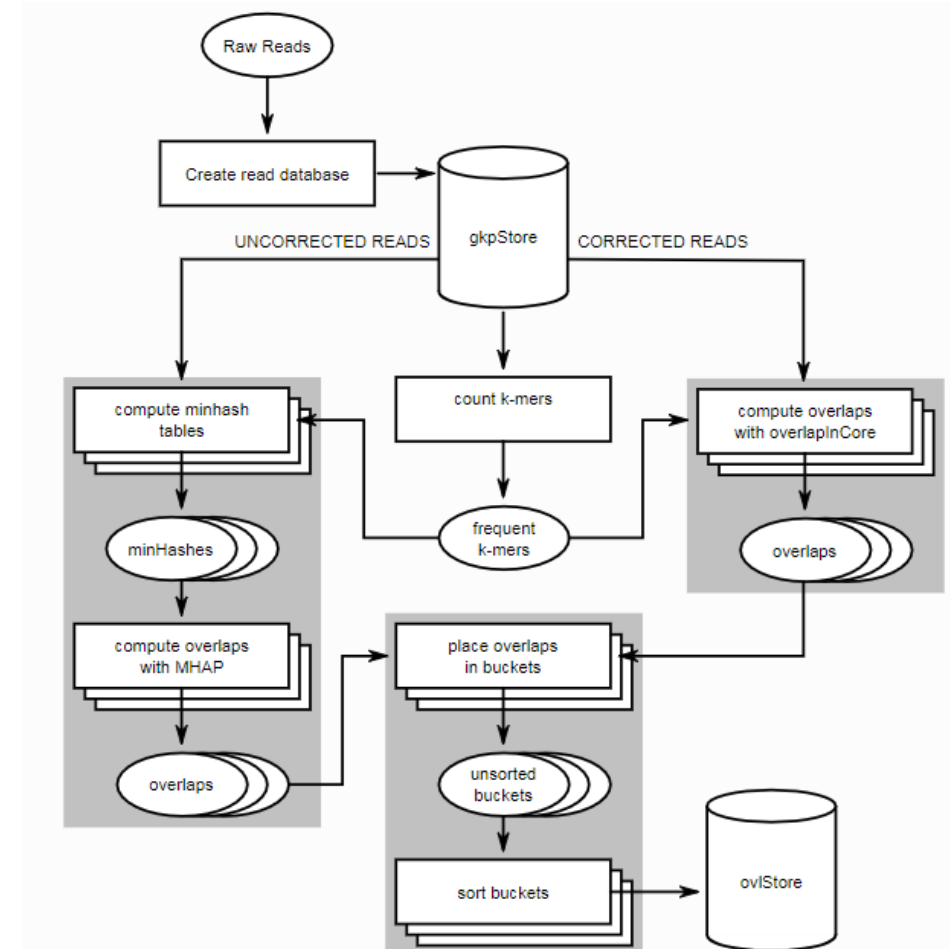 Raw Reads
Create read database
gkpStore
UNCORRECTED READS
CORRECTED READS
compute minhash
tables
count k-mers
compute overlaps
with overlapInCore
minHashes
frequent
k-mers
overlaps
compute overlaps
with MHAP
place overlaps
in buckets
overlaps
unsorted
buckets
sort buckets
ovlStore